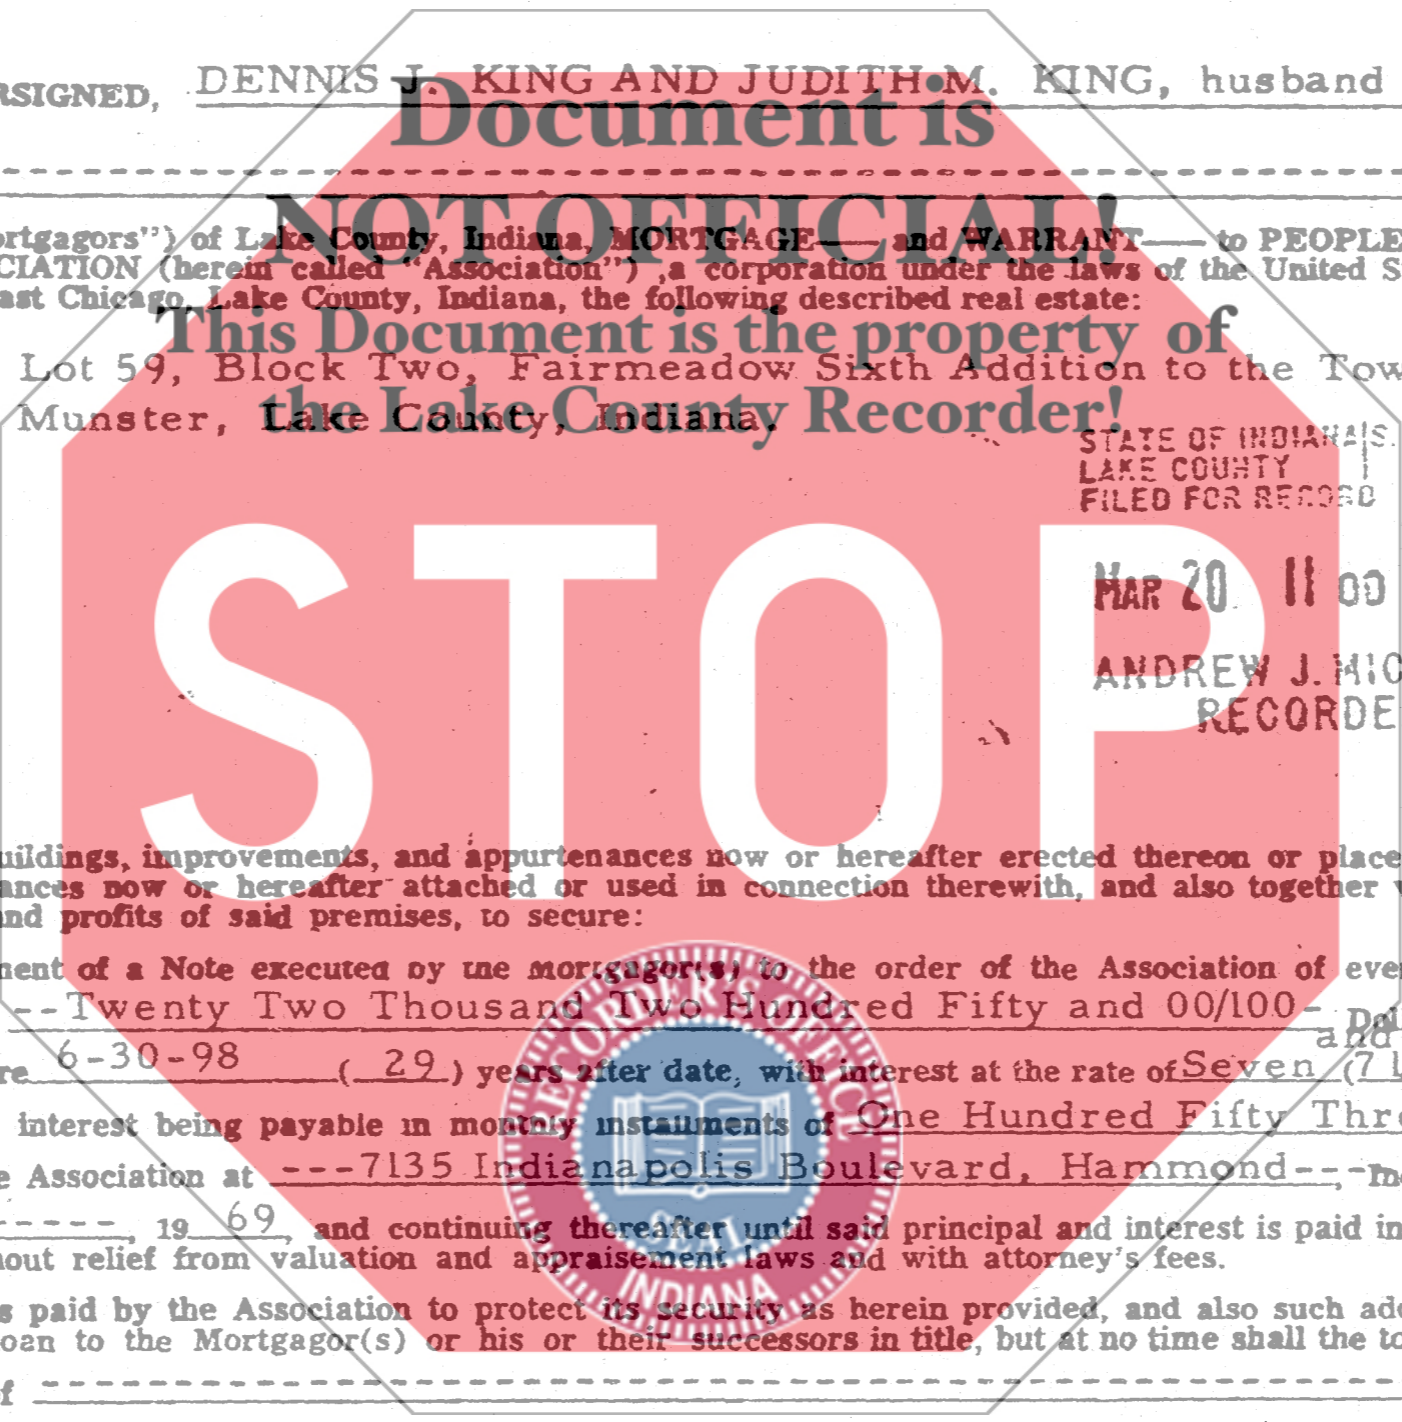 RSIGNED, DENNIS J. KING AND JUDITH M. KING, husband
Document is
NOT OFFICIAL!
ortgagors") of Lake County, Indiana, MORTGAGE—— and WARRANT—— to PEOPLE
CIATION (herein called "Association") ,a corporation under the laws of the United S
ast Chicago, Lake County, Indiana, the following described real estate:
This Document is the property of
Lot 59, Block Two, Fairmeadow Sixth Addition to the Tow
the Lake County Recorder!
Munster, Lake County, Indiana.
STATE OF INDIANA S.
LAKE COUNTY
FILED FOR RECORD
STOP
MAR 20 11 00
ANDREW J. MIC
RECORDE
uildings, improvements, and appurtenances now or hereafter erected thereon or place
ances now or hereafter attached or used in connection therewith, and also together
and profits of said premises, to secure:
ment of a Note executed by the mortgagor(s) to the order of the Association of eve
--Twenty Two Thousand Two Hundred Fifty and 00/100- Dol
and
re 6-30-98 ( 29 ) years after date, with interest at the rate of Seven (7
interest being payable in monthly installments of One Hundred Fifty Thre
e Association at ---7135 Indianapolis Boulevard, Hammond---,
-----, 19 69, and continuing thereafter until said principal and interest is paid in
out relief from valuation and appraisement laws and with attorney's fees.
s paid by the Association to protect its security as herein provided, and also such ad
oan to the Mortgagor(s) or his or their successors in title, but at no time shall the to
of
RECORDER'S OFFICE
SEAL
INDIANA